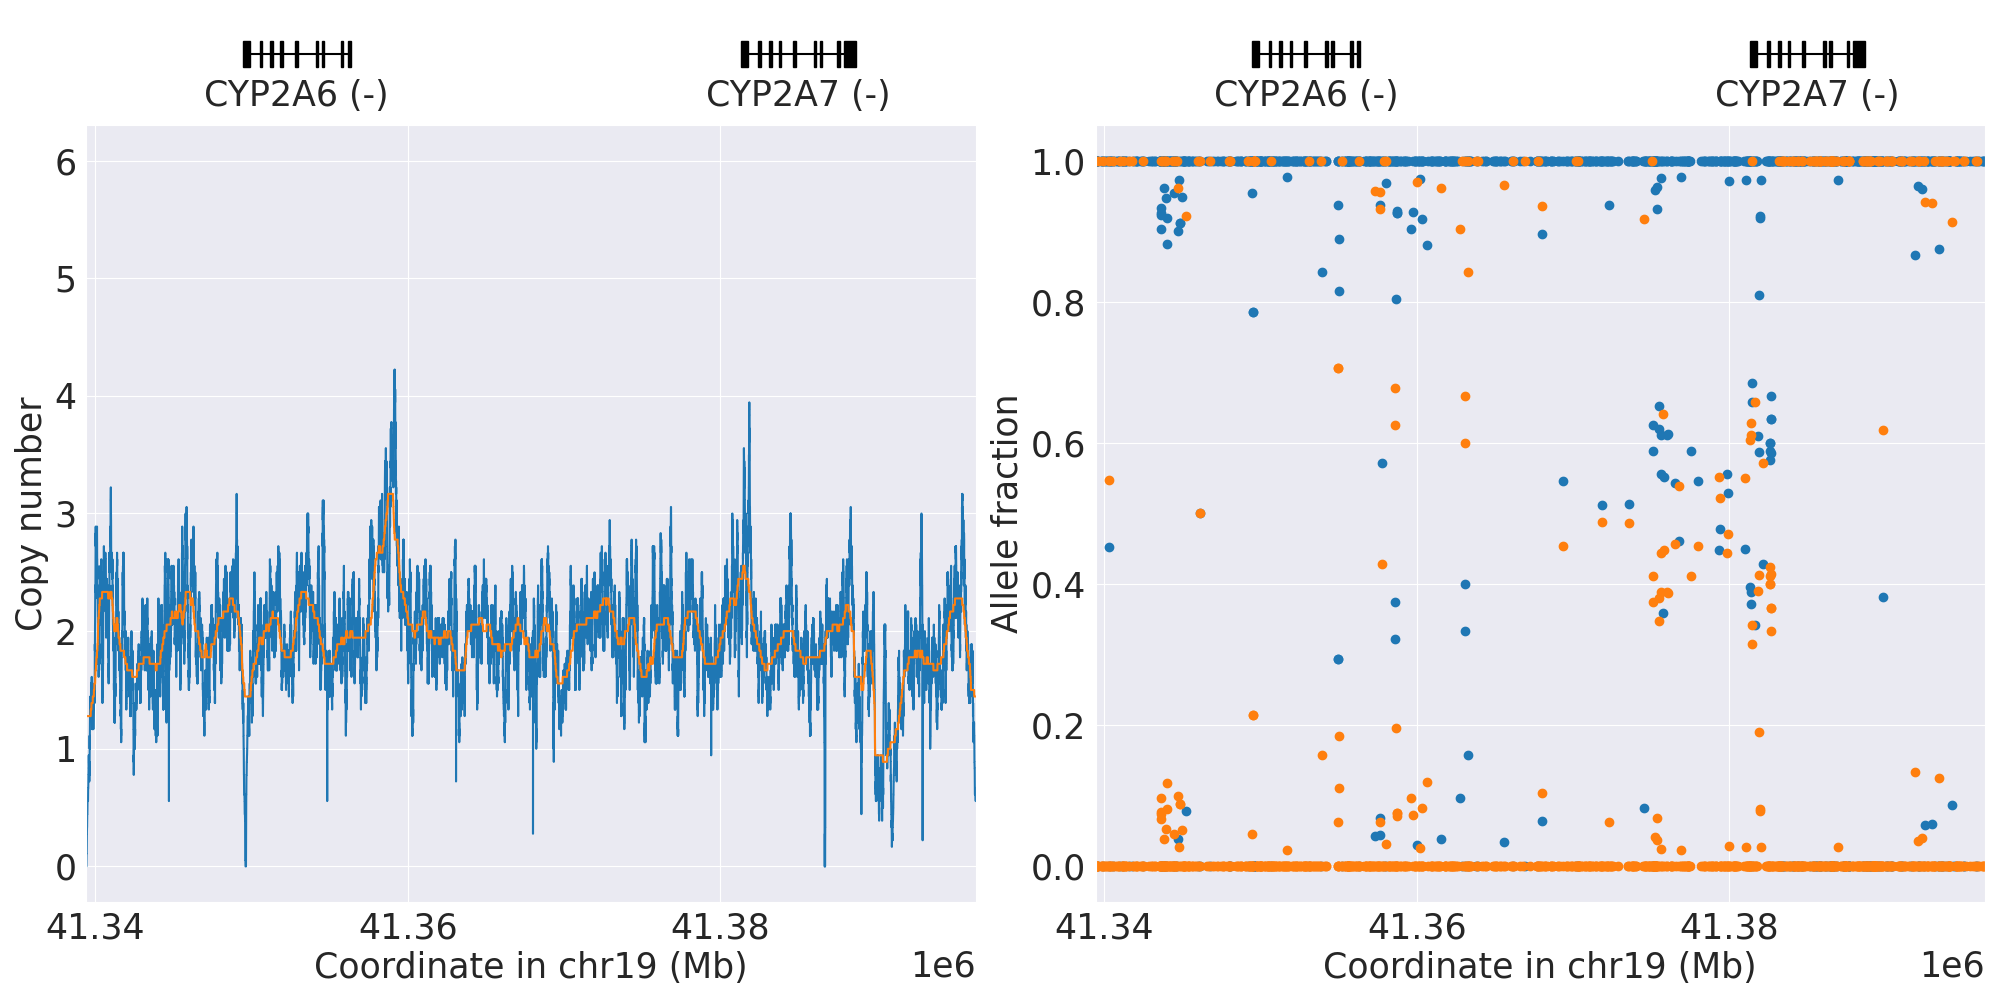 CYP2A6 (-)
CYP2A7 (-)
Copy number
6
5
4
3
2
1
0
41.34
41.36
41.38
Coordinate in chr19 (Mb)
1e6
CYP2A6 (-)
CYP2A7 (-)
Allele fraction
1.0
0.8
0.6
0.4
0.2
0.0
41.34
41.36
41.38
Coordinate in chr19 (Mb)
1e6